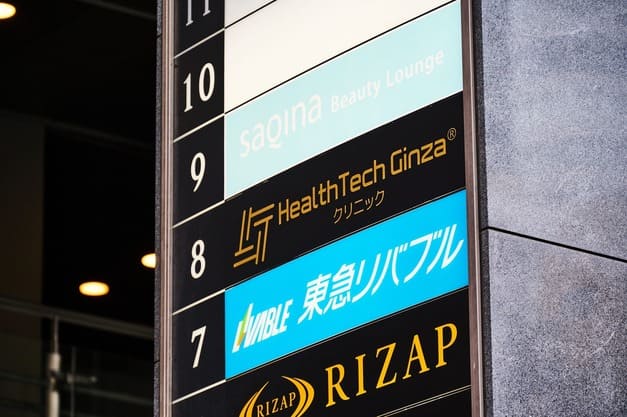 11
10
9
saqina Beauty Lounge
8
HealthTech Ginza®
クリニック
7
LIVABLE 東急リバブル
RIZAP RIZAP